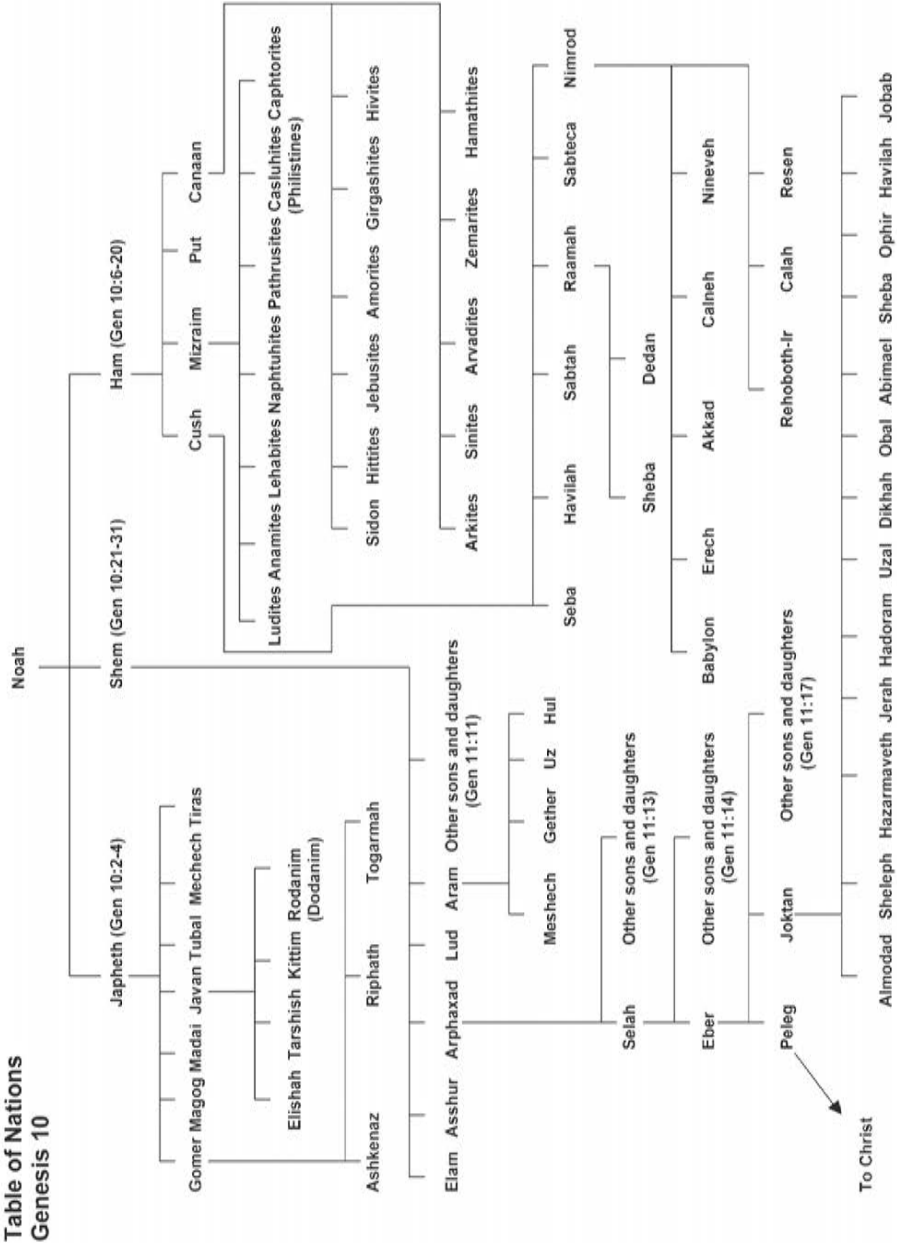 Table of Nations
Genesis 10
Noah
Japheth (Gen 10:2-4) Shem (Gen 10:21-31) Ham (Gen 10:6-20)
Cush Mizraim Put Canaan
Gomer Magog Madai Javan Tubal Mechech Tiras
Ludites Anamites Lehabites Naphtuhites Pathrusites Casluhites Caphtorites
(Philistines)
Elishah Tarshish Kittim Rodanim
(Dodanim)
Sidon Hittites Jebusites Amorites Girgashites Hivites
Ashkenaz Riphath Togarmah
Elam Asshur Arphaxad Lud Aram Other sons and daughters
(Gen 11:11)
Arkites Sinites Arvadites Zemarites Hamathites
Meshech Gether Uz Hul
Seba Havilah Sabtah Raamah Sabteca Nimrod
Selah Other sons and daughters
(Gen 11:13)
Sheba Dedan
Eber Other sons and daughters
(Gen 11:14)
Babylon Erech Akkad Calneh Nineveh
Peleg Joktan Other sons and daughters
(Gen 11:17)
Rehoboth-Ir Calah Resen
To Christ
Almodad Sheleph Hazarmaveth Jerah Hadoram Uzal Dikhah Obal Abimael Sheba Ophir Havilah Jobab